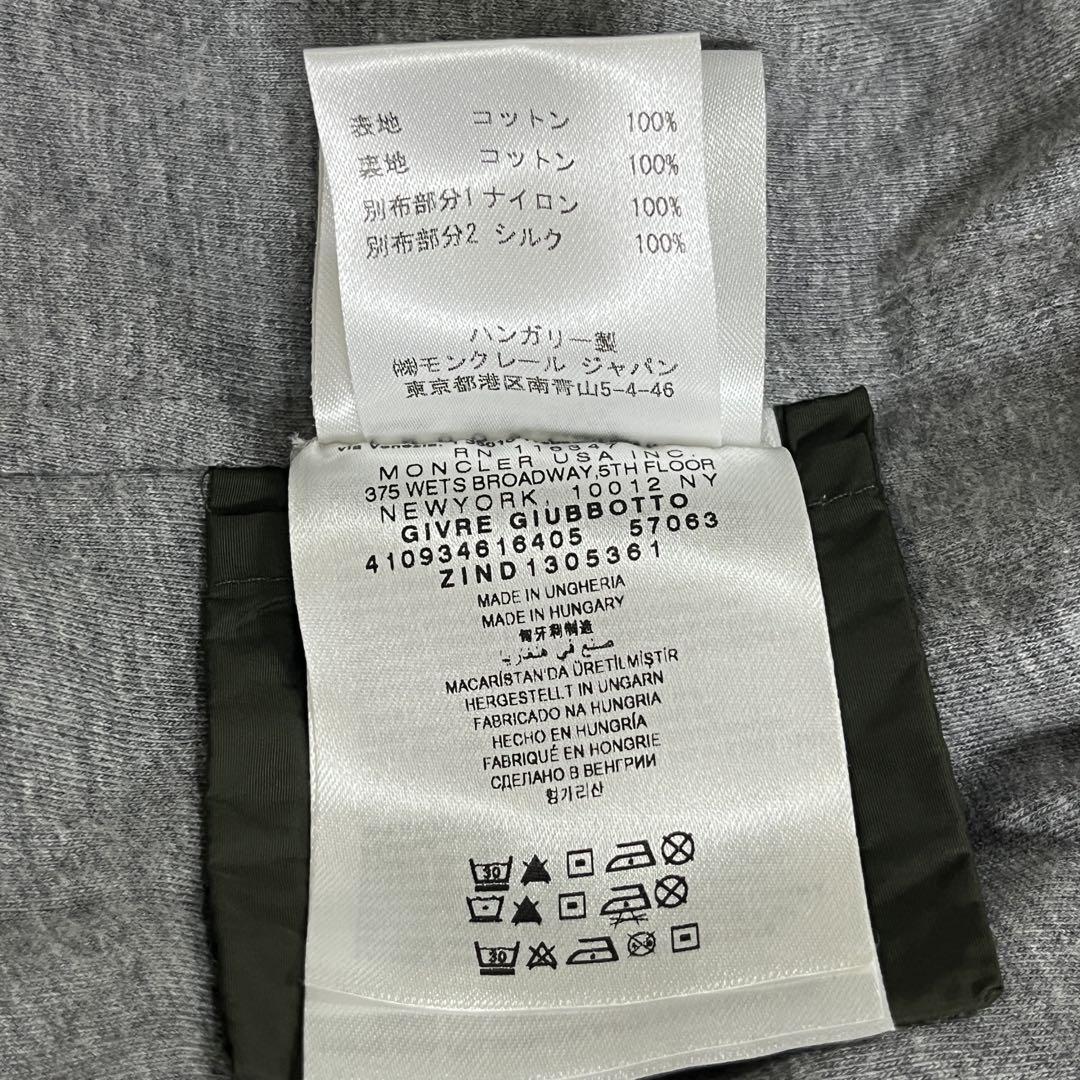 表地 コットン 100%
裏地 コットン 100%
別布部分1 ナイロン 100%
別布部分2 シルク 100%
ハンガリー製
㈱モンクレール ジャパン
東京都港区南青山5-4-46
RN 116347
MONCLER USA INC.
375 WETS BROADWAY,5TH FLOOR
NEWYORK, 10012 NY
GIVRE GIUBBOTTO
410934616405 57063
ZIND1305361
MADE IN UNGHERIA
MADE IN HUNGARY
匈牙利制造
صنع في هنغاريا
MACARİSTAN'DA ÜRETİLMİŞTİR
HERGESTELLT IN UNGARN
FABRICADO NA HUNGRIA
HECHO EN HUNGRÍA
FABRIQUÉ EN HONGRIE
СДЕЛАНО В ВЕНГРИИ
헝가리산
30
30